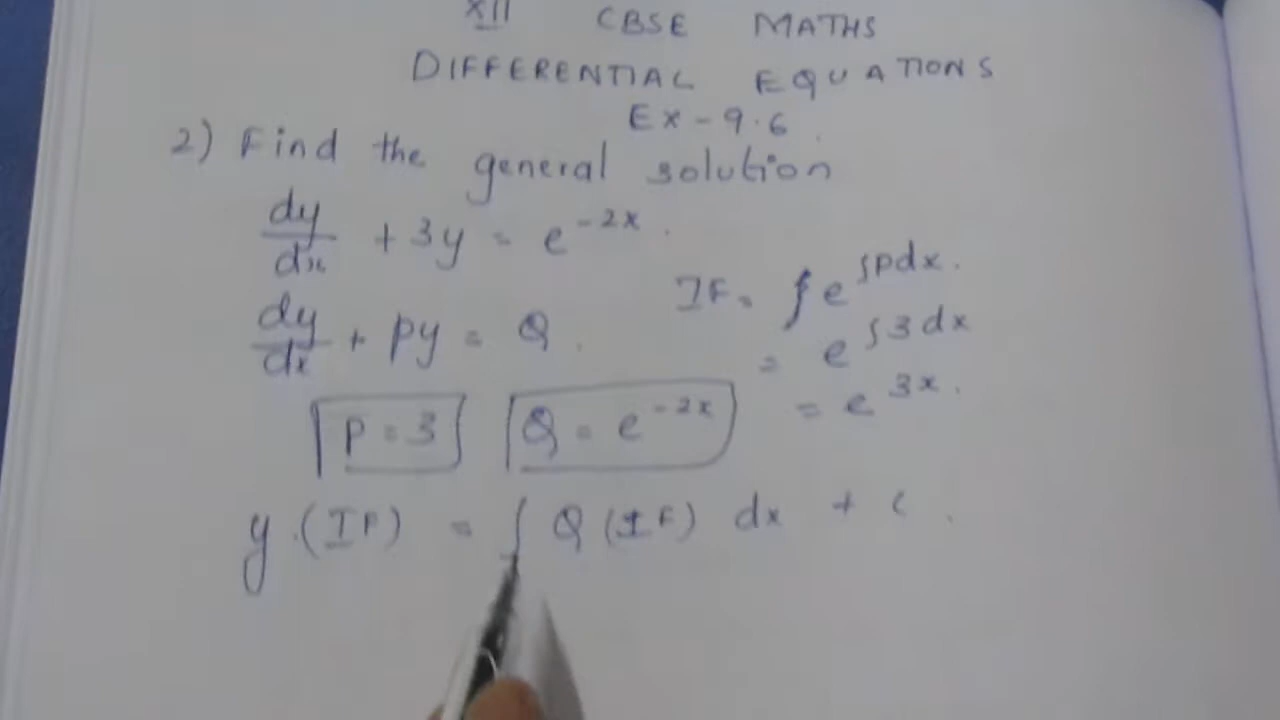 XII CBSE MATHS
DIFFERENTIAL EQUATIONS
Ex - 9.6
2) Find the general solution
dy/dx + 3y = e^-2x.
dy/dx + py = Q.
IF = ∫e^∫pdx.
= e^∫3dx
= e^3x.
P = 3 Q = e^-2x
y.(IF) = ∫ Q (IF) dx + c.